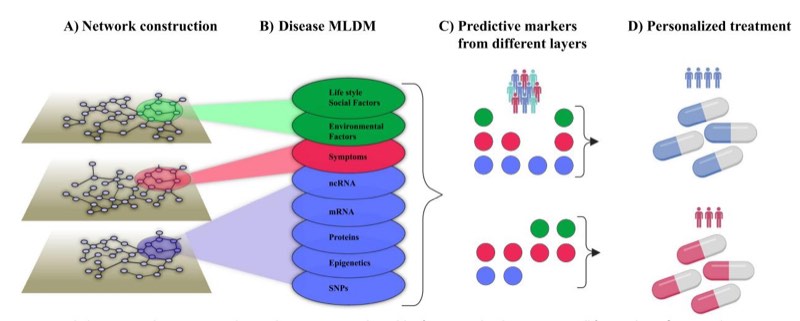 A) Network construction
B) Disease MLDM
C) Predictive markers
from different layers
D) Personalized treatment
Life style
Social Factors
Environmental
Factors
Symptoms
ncRNA
mRNA
Proteins
Epigenetics
SNPs